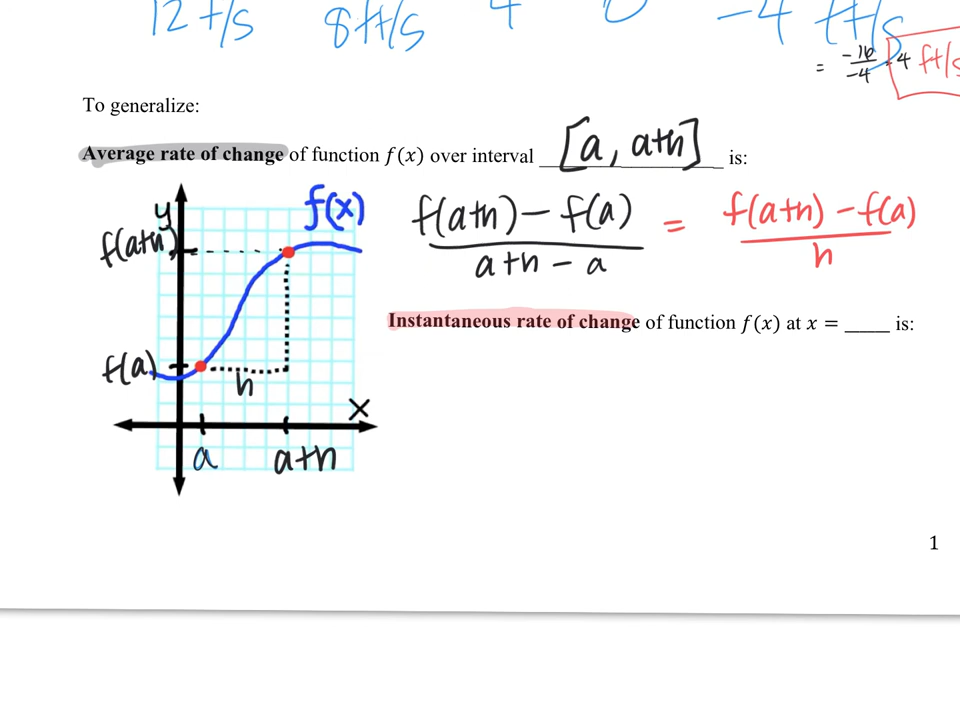 12 ft/s 8 ft/s 4 0 -4 ft/s
= -16/-4 = 4 ft/s
To generalize:
Average rate of change of function f(x) over interval [a, a+h] is:
y f(x)
f(a+h) f(a+h) - f(a) / a+h - a = f(a+h) - f(a) / h
Instantaneous rate of change of function f(x) at x = ____ is:
f(a) h
x
a a+h
1